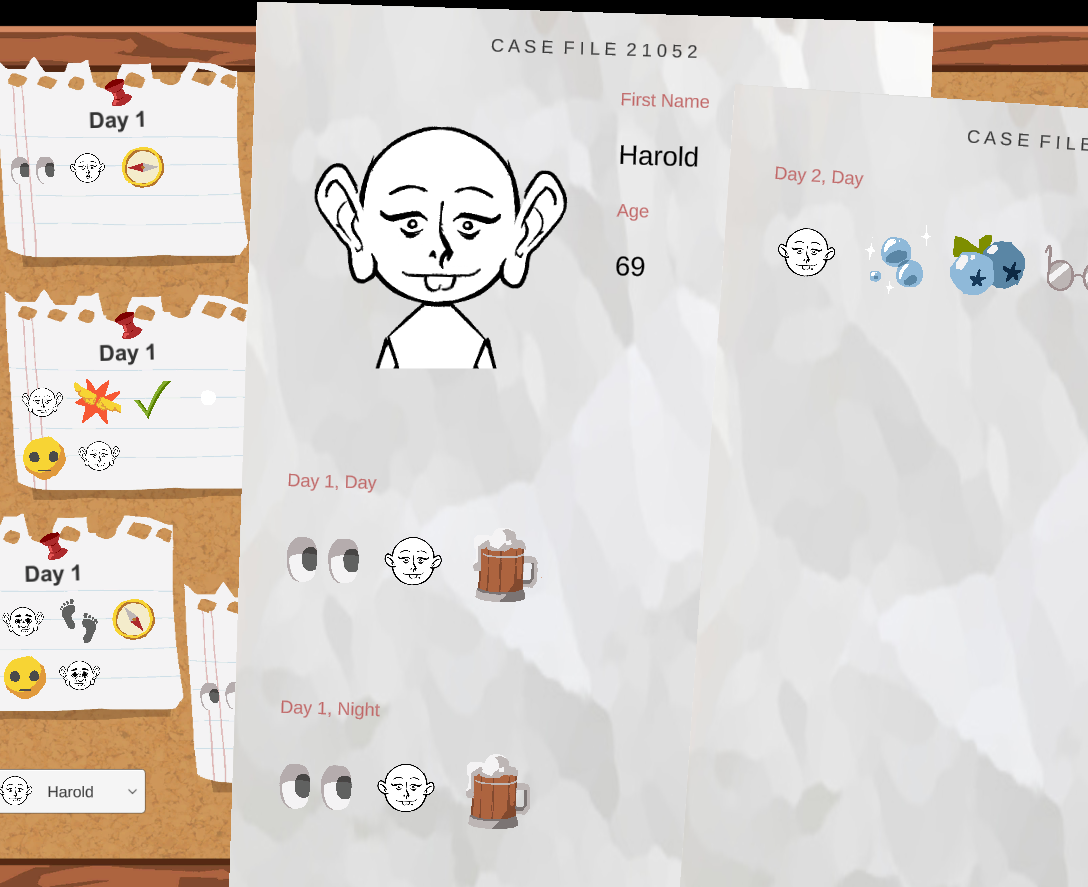 Day 1
Day 1
Day 1
Harold
CASE FILE 21052
First Name
Harold
Age
69
Day 1, Day
Day 1, Night
CASE FILE
Day 2, Day